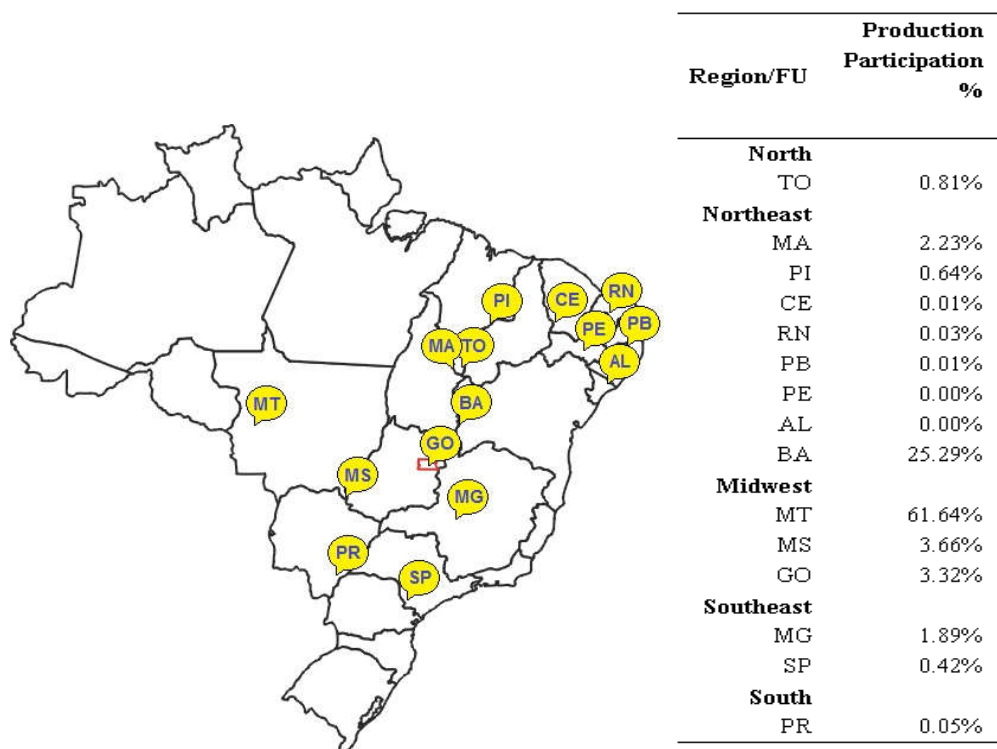 PI
CE
RN
PE
PB
MA
TO
AL
MT
BA
GO
MS
MG
PR
SP
Region/FU
Production
Participation
%
North
TO 0.81%
Northeast
MA 2.23%
PI 0.64%
CE 0.01%
RN 0.03%
PB 0.01%
PE 0.00%
AL 0.00%
BA 25.29%
Midwest
MT 61.64%
MS 3.66%
GO 3.32%
Southeast
MG 1.89%
SP 0.42%
South
PR 0.05%